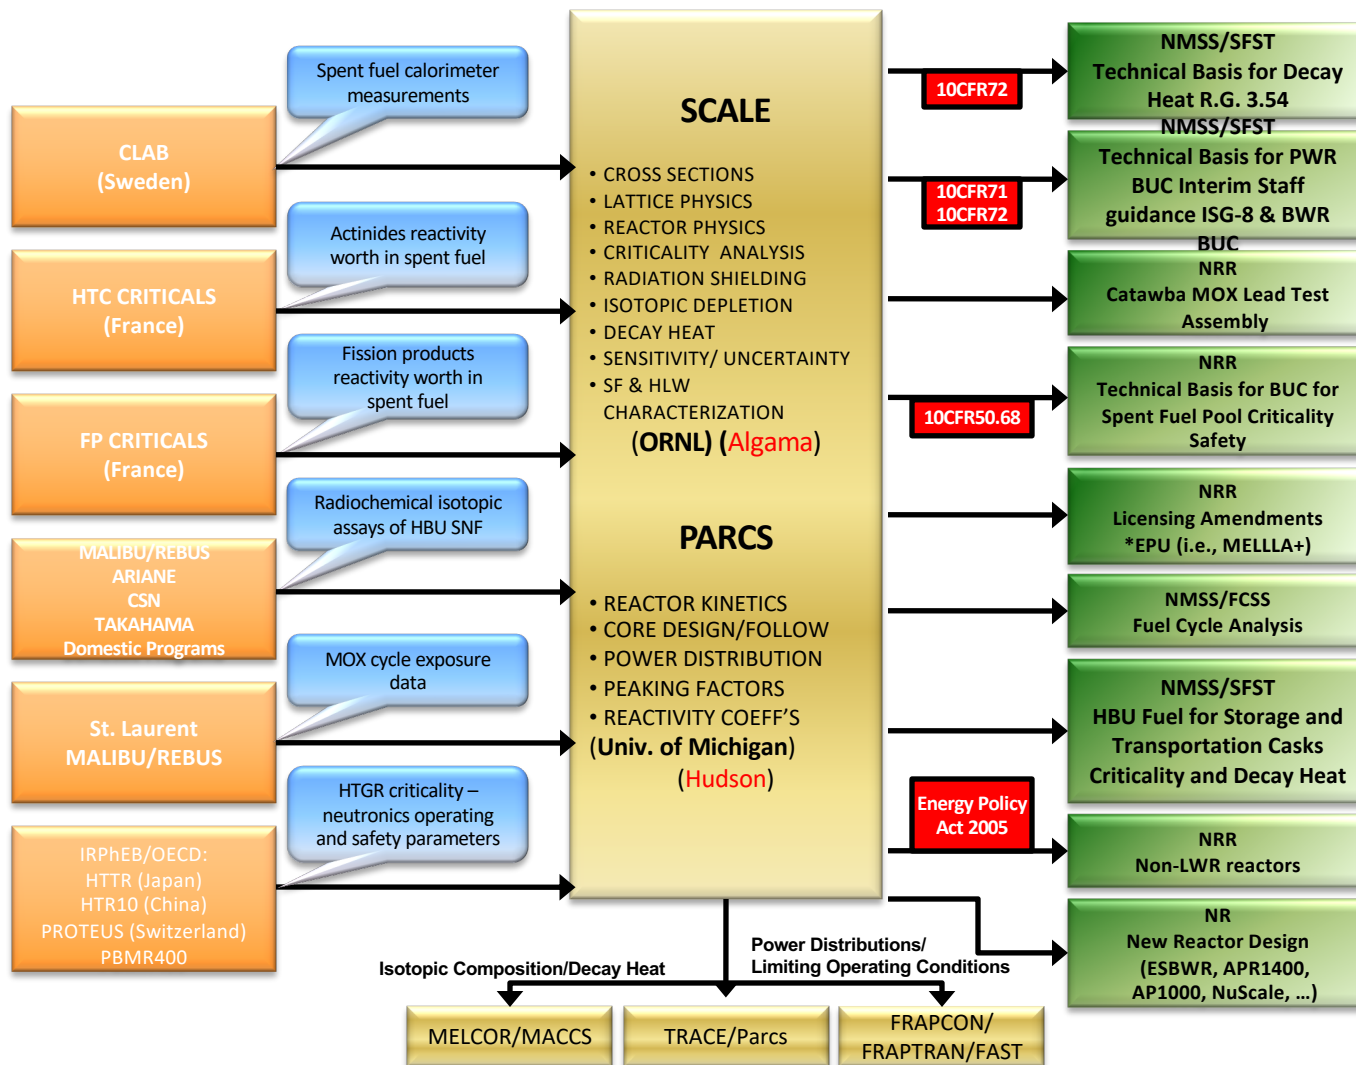 CLAB
(Sweden)
HTC CRITICALS
(France)
FP CRITICALS
(France)
MALIBU/REBUS
ARIANE
CSN
TAKAHAMA
Domestic Programs
St. Laurent
MALIBU/REBUS
IRPhEB/OECD:
HTTR (Japan)
HTR10 (China)
PROTEUS (Switzerland)
PBMR400
Spent fuel calorimeter
measurements
Actinides reactivity
worth in spent fuel
Fission products
reactivity worth in
spent fuel
Radiochemical isotopic
assays of HBU SNF
MOX cycle exposure
data
HTGR criticality –
neutronics operating
and safety parameters
SCALE
• CROSS SECTIONS
• LATTICE PHYSICS
• REACTOR PHYSICS
• CRITICALITY ANALYSIS
• RADIATION SHIELDING
• ISOTOPIC DEPLETION
• DECAY HEAT
• SENSITIVITY/ UNCERTAINTY
• SF & HLW
CHARACTERIZATION
(ORNL) (Algama)
PARCS
• REACTOR KINETICS
• CORE DESIGN/FOLLOW
• POWER DISTRIBUTION
• PEAKING FACTORS
• REACTIVITY COEFF'S
(Univ. of Michigan)
(Hudson)
10CFR72
10CFR71
10CFR72
10CFR50.68
Energy Policy
Act 2005
NMSS/SFST
Technical Basis for Decay
Heat R.G. 3.54
NMSS/SFST
Technical Basis for PWR
BUC Interim Staff
guidance ISG-8 & BWR
BUC
NRR
Catawba MOX Lead Test
Assembly
NRR
Technical Basis for BUC for
Spent Fuel Pool Criticality
Safety
NRR
Licensing Amendments
*EPU (i.e., MELLLA+)
NMSS/FCSS
Fuel Cycle Analysis
NMSS/SFST
HBU Fuel for Storage and
Transportation Casks
Criticality and Decay Heat
NRR
Non-LWR reactors
NR
New Reactor Design
(ESBWR, APR1400,
AP1000, NuScale, ...)
Isotopic Composition/Decay Heat
Power Distributions/
Limiting Operating Conditions
MELCOR/MACCS
TRACE/Parcs
FRAPCON/
FRAPTRAN/FAST